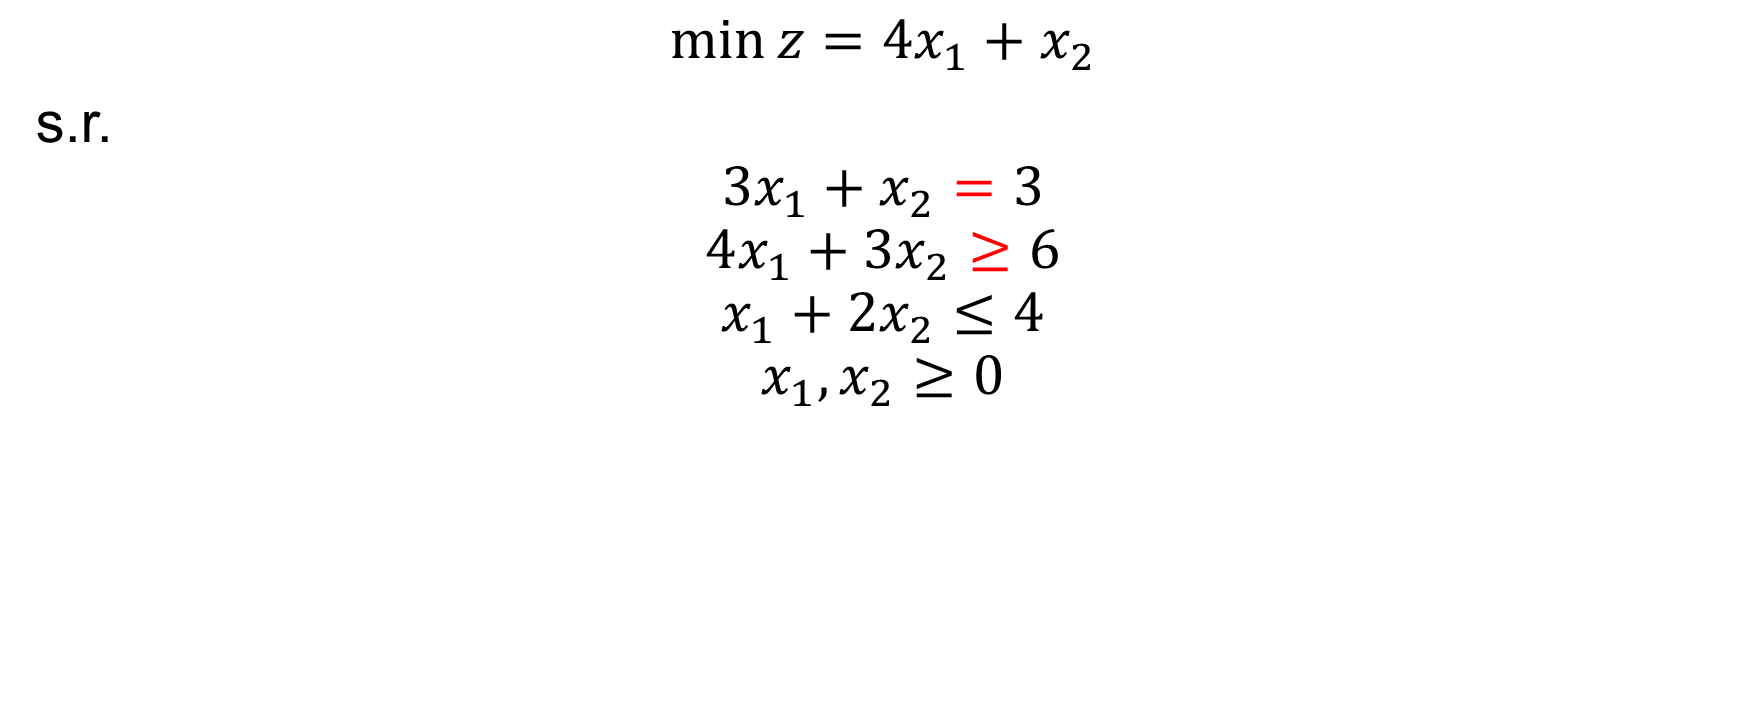 min z = 4x₁ + x₂
s.r.
3x₁ + x₂ = 3
4x₁ + 3x₂ ≥ 6
x₁ + 2x₂ ≤ 4
x₁, x₂ ≥ 0